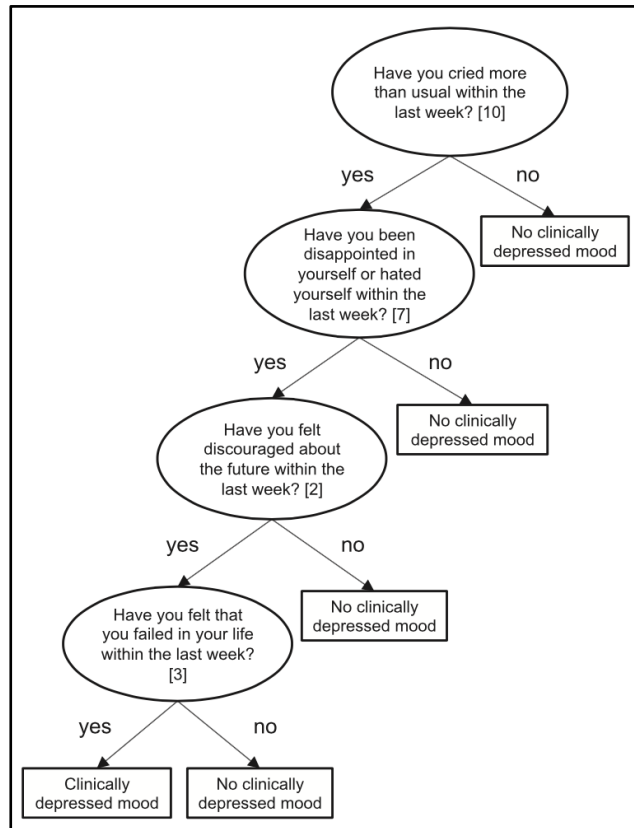 Have you cried more
than usual within the
last week? [10]
yes
no
Have you been
disappointed in
yourself or hated
yourself within the
last week? [7]
No clinically
depressed mood
yes
no
Have you felt
discouraged about
the future within the
last week? [2]
No clinically
depressed mood
yes
no
Have you felt that
you failed in your life
within the last week?
[3]
No clinically
depressed mood
yes
no
Clinically
depressed mood
No clinically
depressed mood